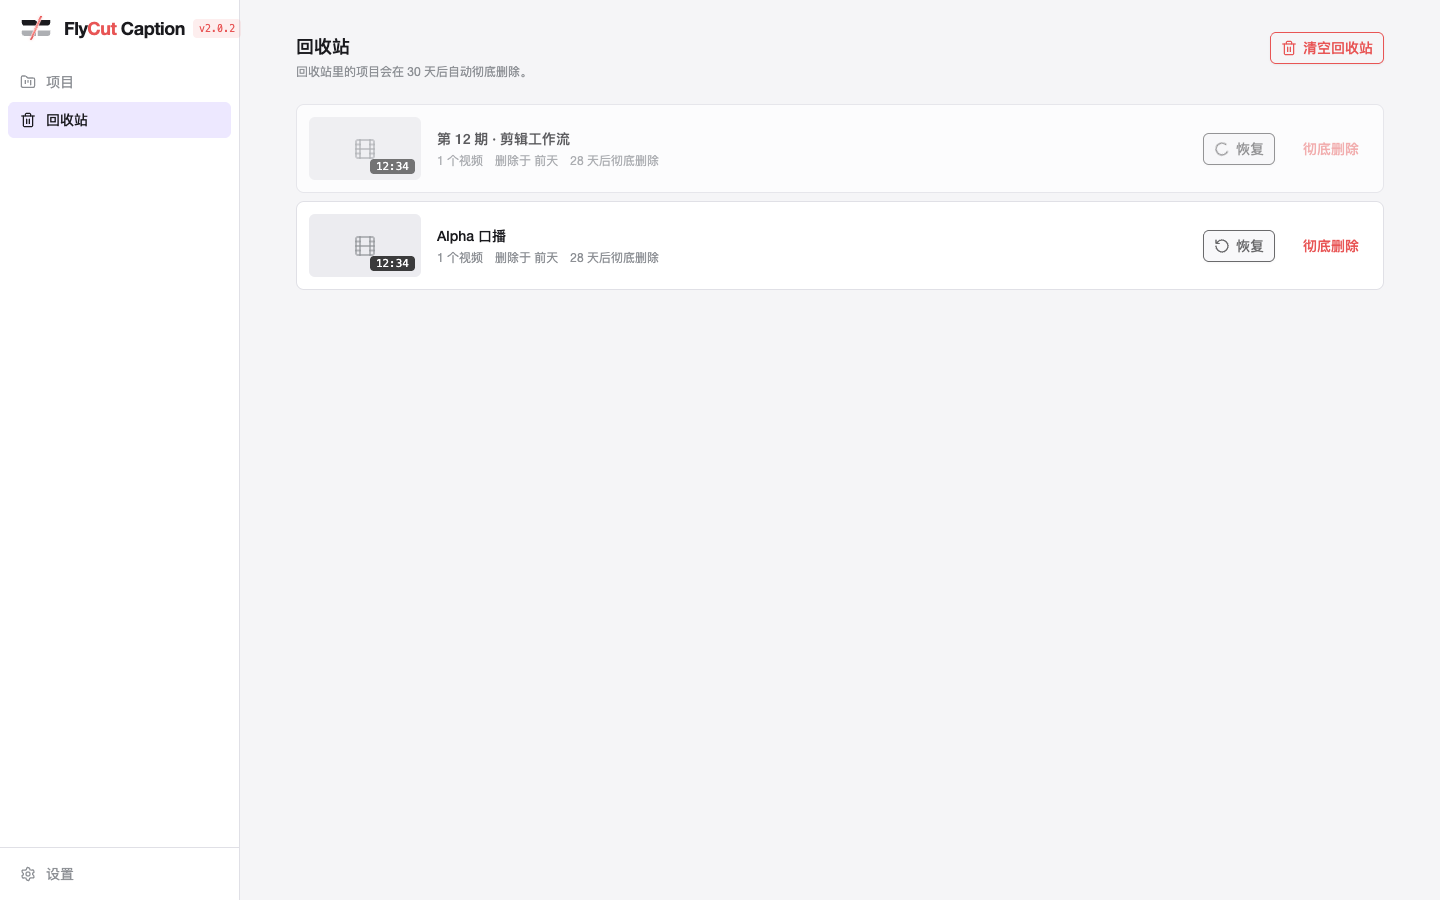 FlyCut Caption v2.0.2
项目
回收站
设置
回收站
回收站里的项目会在 30 天后自动彻底删除。
清空回收站
12:34
第 12 期 · 剪辑工作流
1 个视频 删除于 前天 28 天后彻底删除
恢复
彻底删除
12:34
Alpha 口播
1 个视频 删除于 前天 28 天后彻底删除
恢复
彻底删除